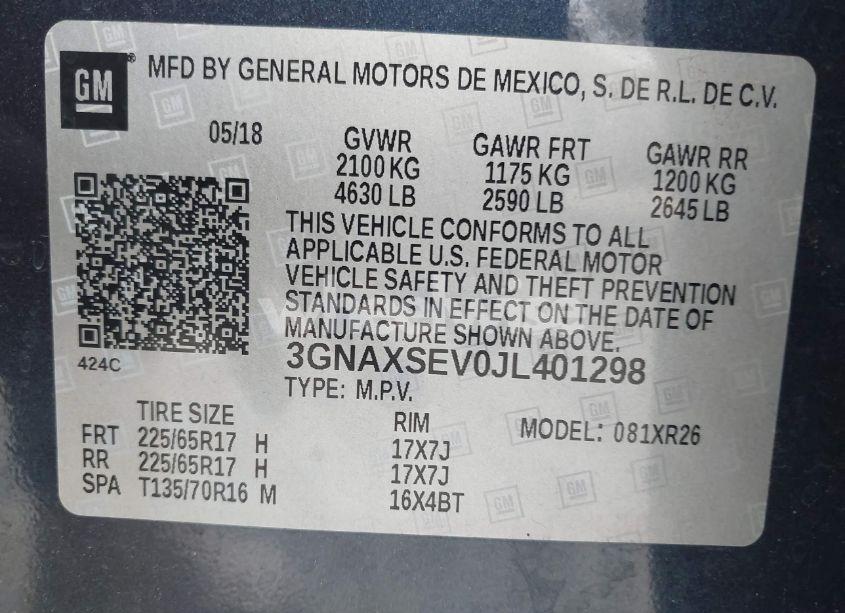 GM
MFD BY GENERAL MOTORS DE MEXICO, S. DE R.L. DE C.V.
05/18 GVWR GAWR FRT GAWR RR
2100 KG 1175 KG 1200 KG
4630 LB 2590 LB 2645 LB
THIS VEHICLE CONFORMS TO ALL
APPLICABLE U.S. FEDERAL MOTOR
VEHICLE SAFETY AND THEFT PREVENTION
STANDARDS IN EFFECT ON THE DATE OF
MANUFACTURE SHOWN ABOVE.
3GNAXSEV0JL401298
424C
TYPE: M.P.V.
TIRE SIZE RIM MODEL: 081XR26
FRT 225/65R17 H 17X7J
RR 225/65R17 H 17X7J
SPA T135/70R16 M 16X4BT